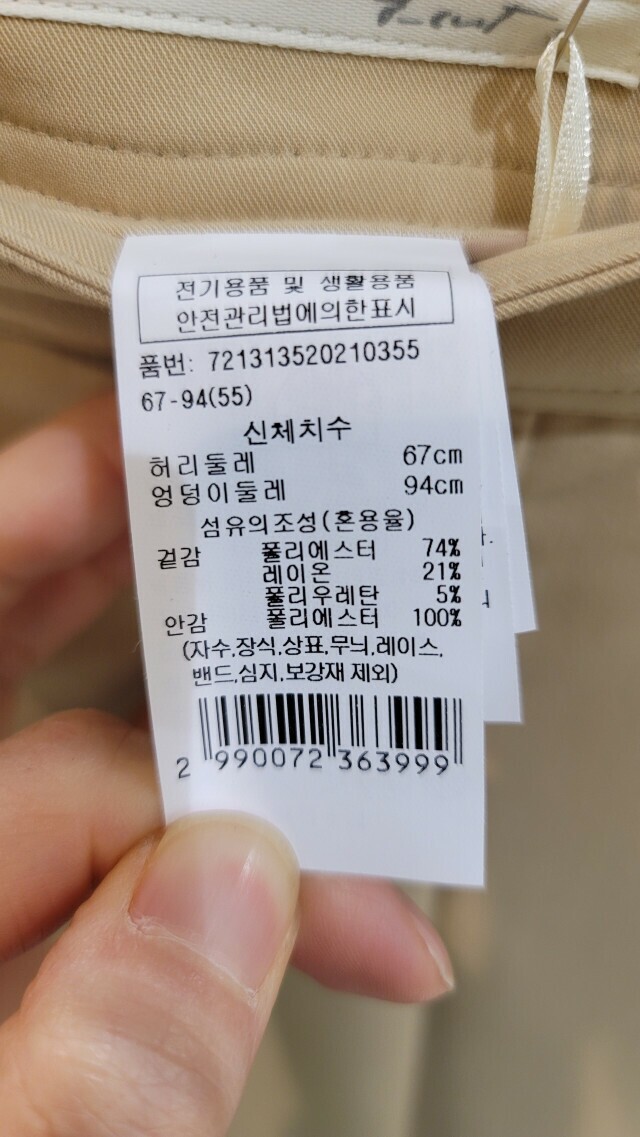 전기용품 및 생활용품
안전관리법에의한표시
품번: 721313520210355
67-94(55)
신체치수
허리둘레 67cm
엉덩이둘레 94cm
섬유의조성(혼용율)
겉감 폴리에스터 74%
레이온 21%
폴리우레탄 5%
안감 폴리에스터 100%
(자수,장식,상표,무늬,레이스,
밴드,심지,보강재 제외)
2 990072 363999